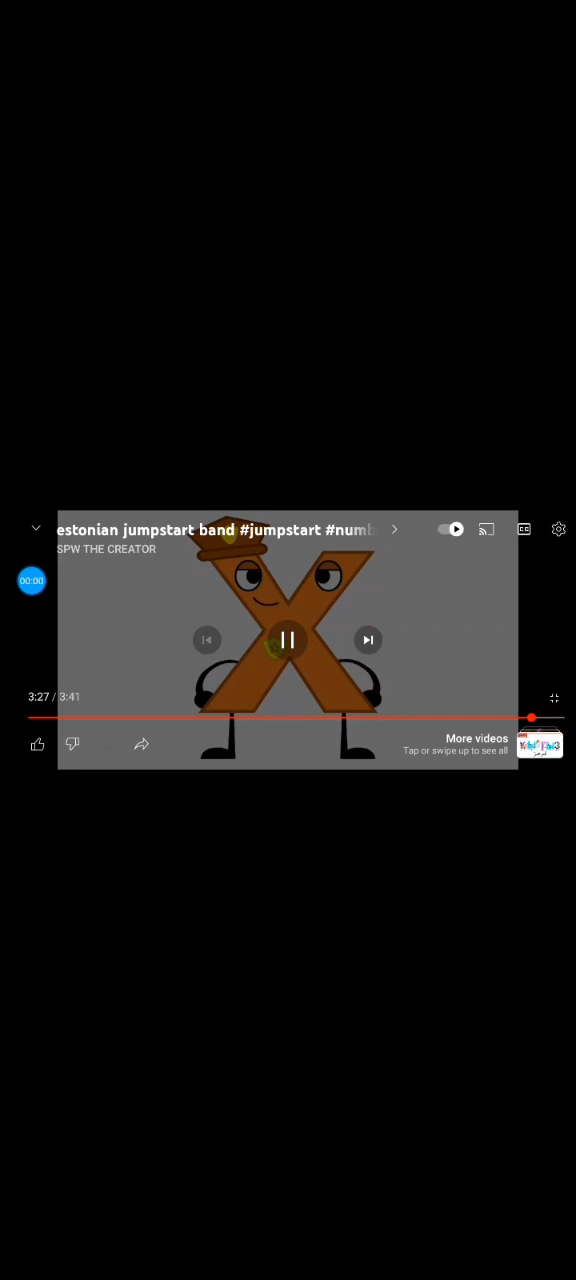 estonian jumpstart band #jumpstart #numb
SPW THE CREATOR
00:00
3:27 / 3:41
More videos
Tap or swipe up to see all